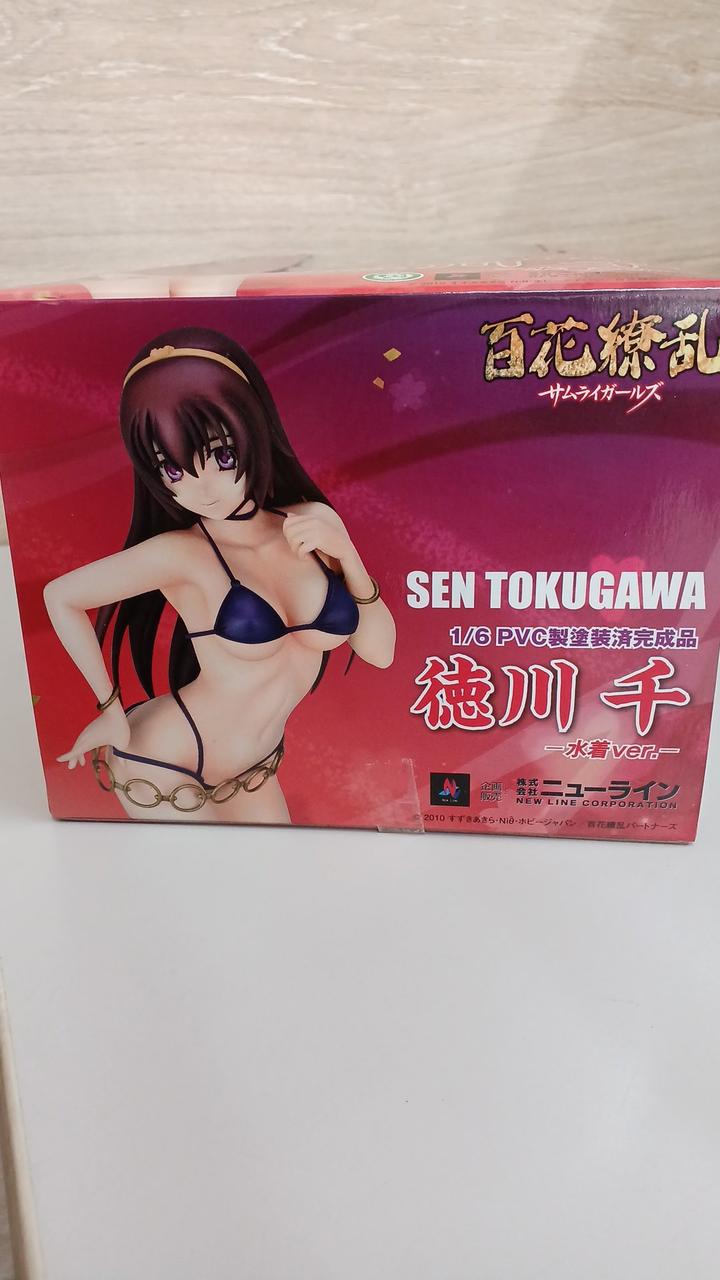 百花繚乱
サムライガールズ
SEN TOKUGAWA
1/6 PVC製塗装済完成品
徳川 千
―水着ver.―
企画
販売
株式
会社 ニューライン
NEW LINE CORPORATION
© 2010 すずきあきら・Niθ・ホビージャパン/百花繚乱パートナーズ